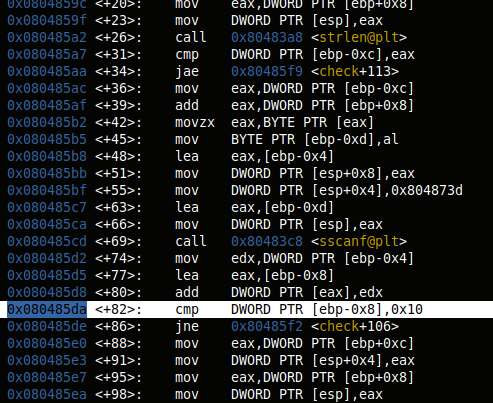 0x0804859c <+20>: mov eax,DWORD PTR [ebp+0x8]
0x0804859f <+23>: mov DWORD PTR [esp],eax
0x080485a2 <+26>: call 0x80483a8 <strlen@plt>
0x080485a7 <+31>: cmp DWORD PTR [ebp-0xc],eax
0x080485aa <+34>: jae 0x80485f9 <check+113>
0x080485ac <+36>: mov eax,DWORD PTR [ebp-0xc]
0x080485af <+39>: add eax,DWORD PTR [ebp+0x8]
0x080485b2 <+42>: movzx eax,BYTE PTR [eax]
0x080485b5 <+45>: mov BYTE PTR [ebp-0xd],al
0x080485b8 <+48>: lea eax,[ebp-0x4]
0x080485bb <+51>: mov DWORD PTR [esp+0x8],eax
0x080485bf <+55>: mov DWORD PTR [esp+0x4],0x804873d
0x080485c7 <+63>: lea eax,[ebp-0xd]
0x080485ca <+66>: mov DWORD PTR [esp],eax
0x080485cd <+69>: call 0x80483c8 <sscanf@plt>
0x080485d2 <+74>: mov edx,DWORD PTR [ebp-0x4]
0x080485d5 <+77>: lea eax,[ebp-0x8]
0x080485d8 <+80>: add DWORD PTR [eax],edx
0x080485da <+82>: cmp DWORD PTR [ebp-0x8],0x10
0x080485de <+86>: jne 0x80485f2 <check+106>
0x080485e0 <+88>: mov eax,DWORD PTR [ebp+0xc]
0x080485e3 <+91>: mov DWORD PTR [esp+0x4],eax
0x080485e7 <+95>: mov eax,DWORD PTR [ebp+0x8]
0x080485ea <+98>: mov DWORD PTR [esp],eax